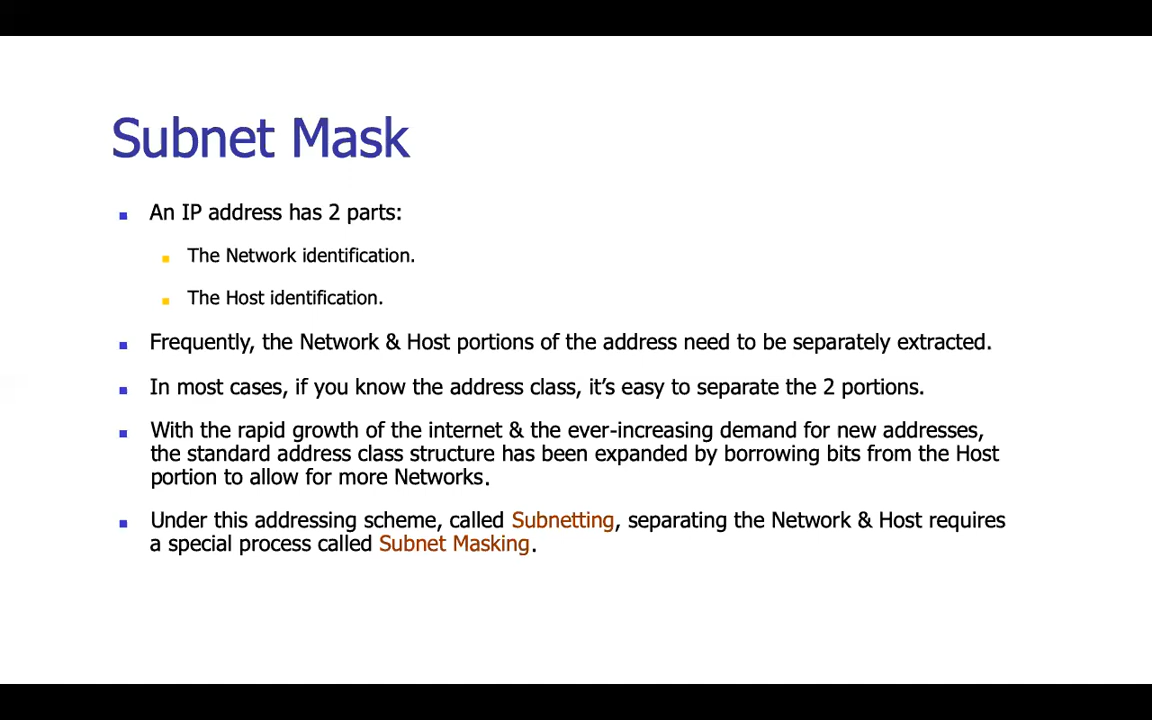 Subnet Mask
An IP address has 2 parts:
The Network identification.
The Host identification.
Frequently, the Network & Host portions of the address need to be separately extracted.
In most cases, if you know the address class, it’s easy to separate the 2 portions.
With the rapid growth of the internet & the ever-increasing demand for new addresses,
the standard address class structure has been expanded by borrowing bits from the Host
portion to allow for more Networks.
Under this addressing scheme, called Subnetting, separating the Network & Host requires
a special process called Subnet Masking.